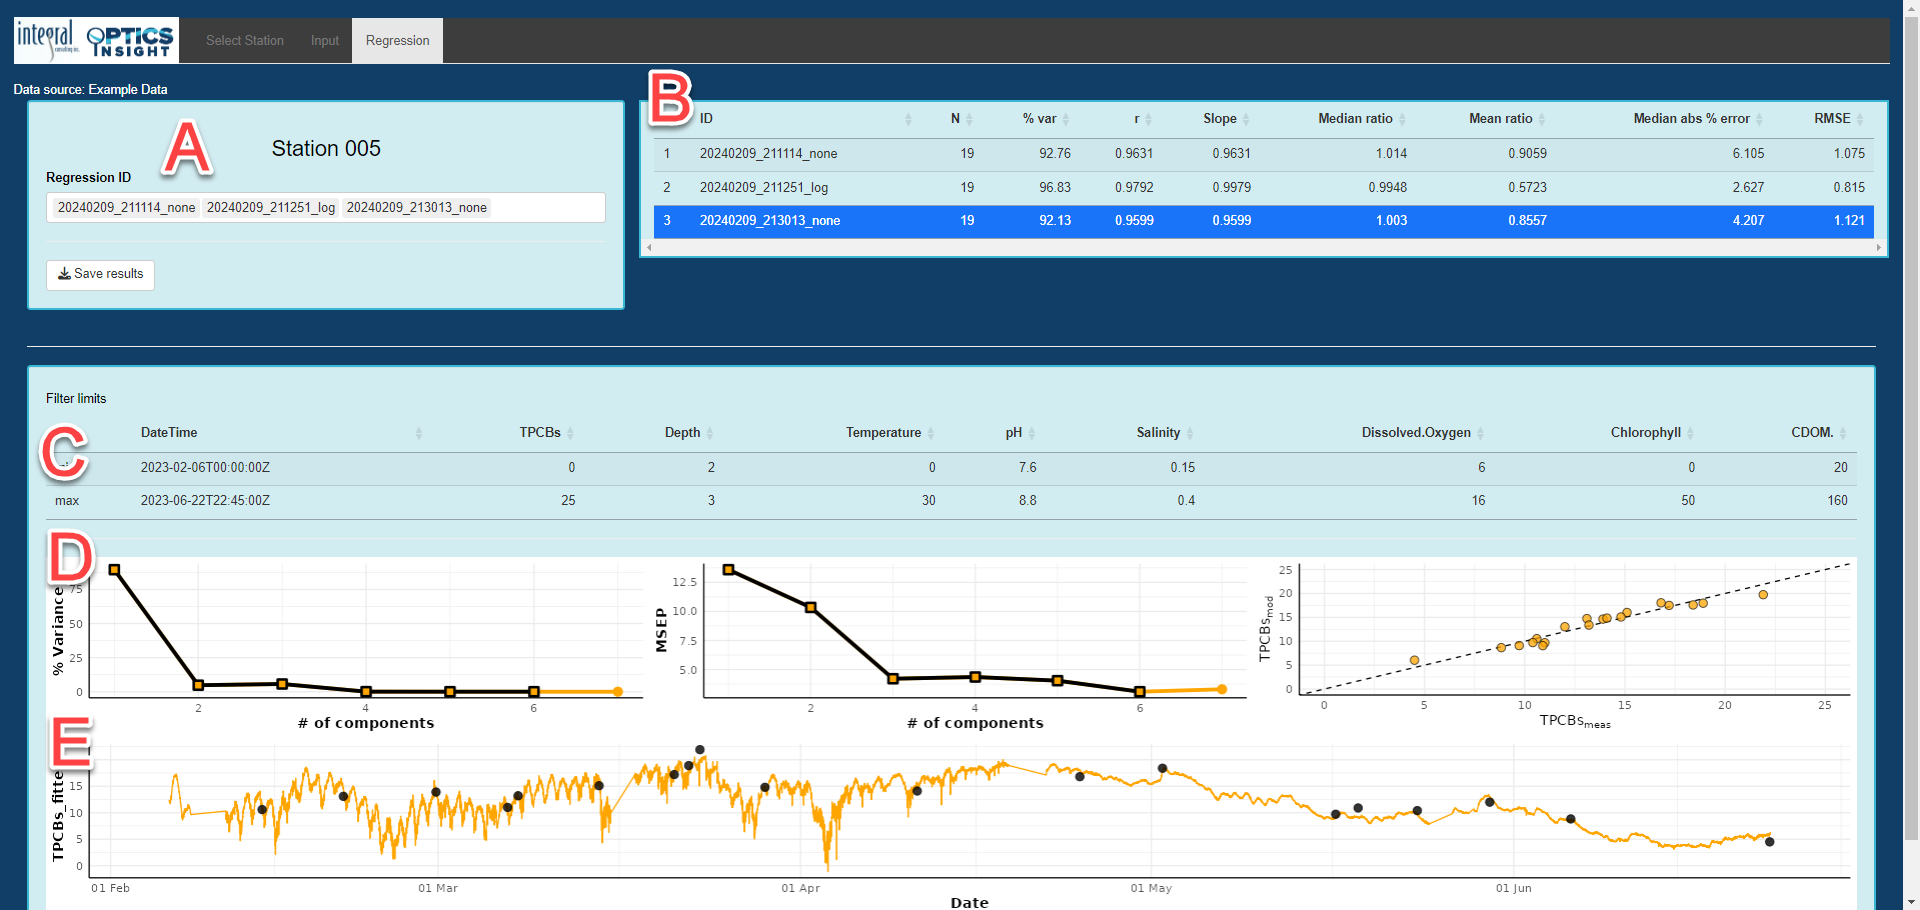 integral
consulting inc.
OPTICS
INSIGHT
Select Station Input Regression
Data source: Example Data
A
Station 005
Regression ID
20240209_211114_none 20240209_211251_log 20240209_213013_none
Save results
B
ID N % var r Slope Median ratio Mean ratio Median abs % error RMSE
1 20240209_211114_none 19 92.76 0.9631 0.9631 1.014 0.9059 6.105 1.075
2 20240209_211251_log 19 96.83 0.9792 0.9979 0.9948 0.5723 2.627 0.815
3 20240209_213013_none 19 92.13 0.9599 0.9599 1.003 0.8557 4.207 1.121
Filter limits
C
DateTime TPCBs Depth Temperature pH Salinity Dissolved.Oxygen Chlorophyll CDOM.
2023-02-06T00:00:00Z 0 2 0 7.6 0.15 6 0 20
max 2023-06-22T22:45:00Z 25 3 30 8.8 0.4 16 50 160
D
% Variance
75
50
25
0
2 4 6
# of components
MSEP
12.5
10.0
7.5
5.0
2 4 6
# of components
TPCBsmod
25
20
15
10
5
0
0 5 10 15 20 25
TPCBsmeas
E
TPCBs_fitte
15
10
5
0
01 Feb 01 Mar 01 Apr 01 May 01 Jun
Date